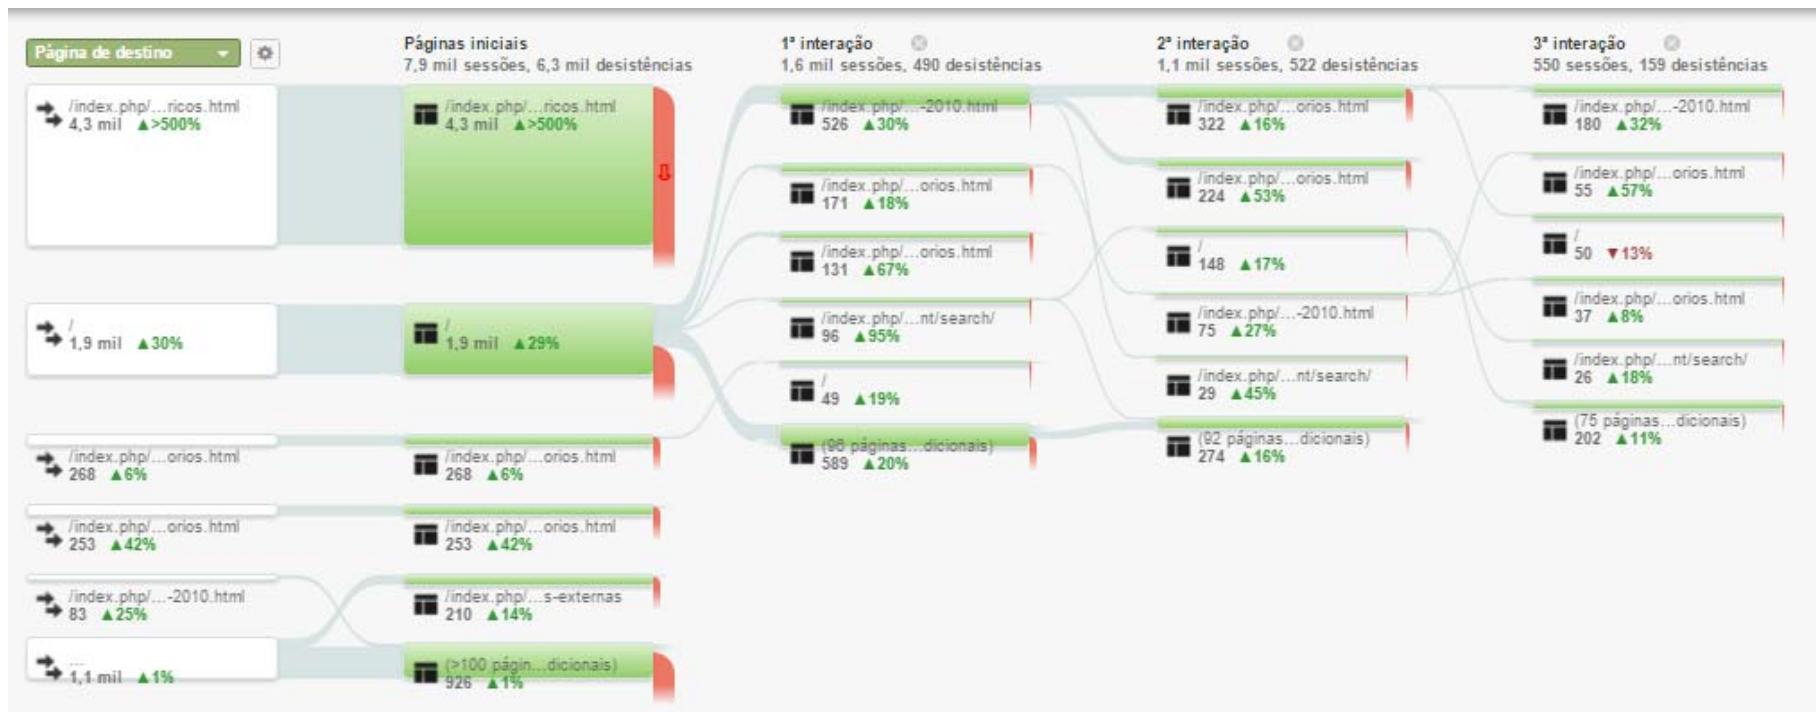 Página de destino
/index.php/...ricos.html
4,3 mil ▲>500%
/
1,9 mil ▲30%
/index.php/...orios.html
268 ▲6%
/index.php/...orios.html
253 ▲42%
/index.php/...-2010.html
83 ▲25%
...
1,1 mil ▲1%
Páginas iniciais
7,9 mil sessões, 6,3 mil desistências
/index.php/...ricos.html
4,3 mil ▲>500%
/
1,9 mil ▲29%
/index.php/...orios.html
268 ▲6%
/index.php/...orios.html
253 ▲42%
/index.php/...s-externas
210 ▲14%
(>100 págin...dicionais)
926 ▲1%
1ª interação
1,6 mil sessões, 490 desistências
/index.php/...-2010.html
526 ▲30%
/index.php/...orios.html
171 ▲18%
/index.php/...orios.html
131 ▲67%
/index.php/...nt/search/
96 ▲95%
/
49 ▲19%
(96 páginas...dicionais)
589 ▲20%
2ª interação
1,1 mil sessões, 522 desistências
/index.php/...orios.html
322 ▲16%
/index.php/...orios.html
224 ▲53%
/
148 ▲17%
/index.php/...-2010.html
75 ▲27%
/index.php/...nt/search/
29 ▲45%
(92 páginas...dicionais)
274 ▲16%
3ª interação
550 sessões, 159 desistências
/index.php/...-2010.html
180 ▲32%
/index.php/...orios.html
55 ▲57%
/
50 ▼13%
/index.php/...orios.html
37 ▲8%
/index.php/...nt/search/
26 ▲18%
(75 páginas...dicionais)
202 ▲11%